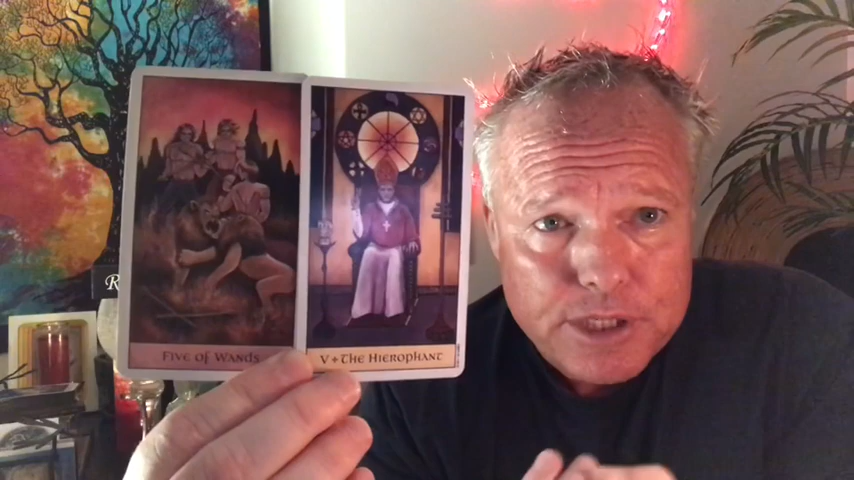 FIVE OF WANDS
V✦THE HIEROPHANT
R